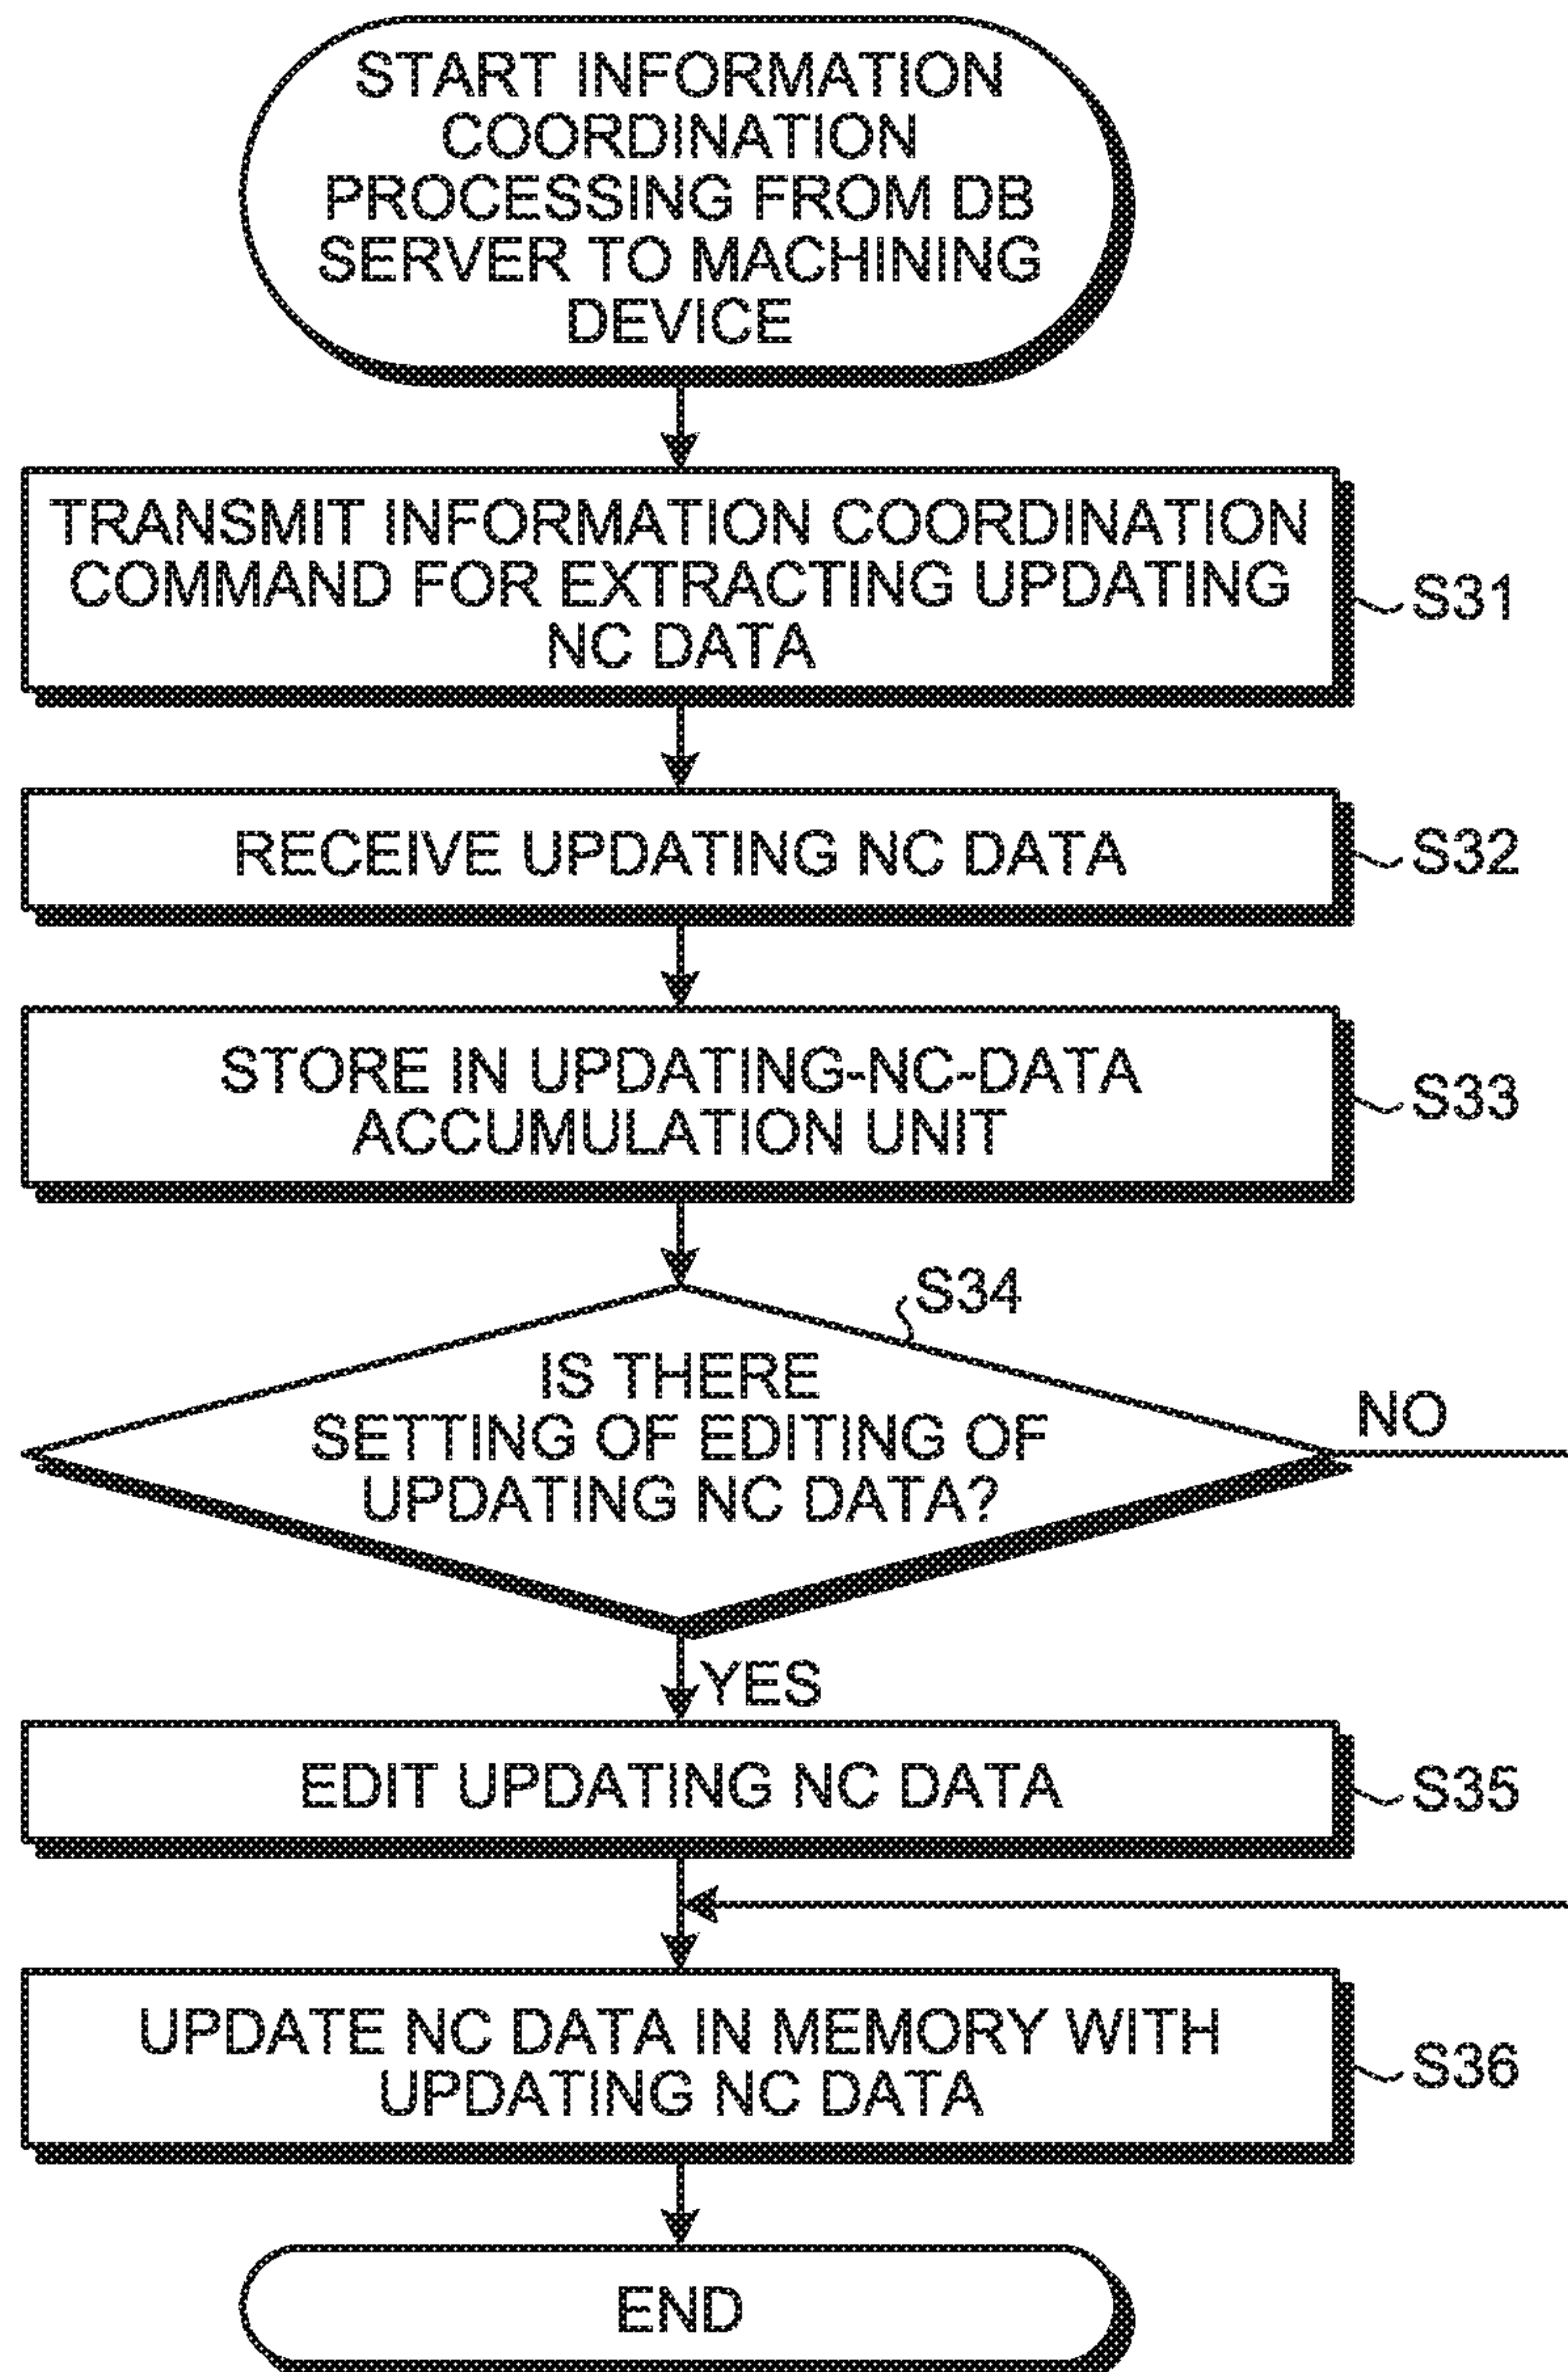 START INFORMATION
COORDINATION
PROCESSING FROM DB
SERVER TO MACHINING
DEVICE
TRANSMIT INFORMATION COORDINATION
COMMAND FOR EXTRACTING UPDATING
NC DATA
S31
RECEIVE UPDATING NC DATA
S32
STORE IN UPDATING-NC-DATA
ACCUMULATION UNIT
S33
S34
IS THERE
SETTING OF EDITING OF
UPDATING NC DATA?
NO
YES
EDIT UPDATING NC DATA
S35
UPDATE NC DATA IN MEMORY WITH
UPDATING NC DATA
S36
END